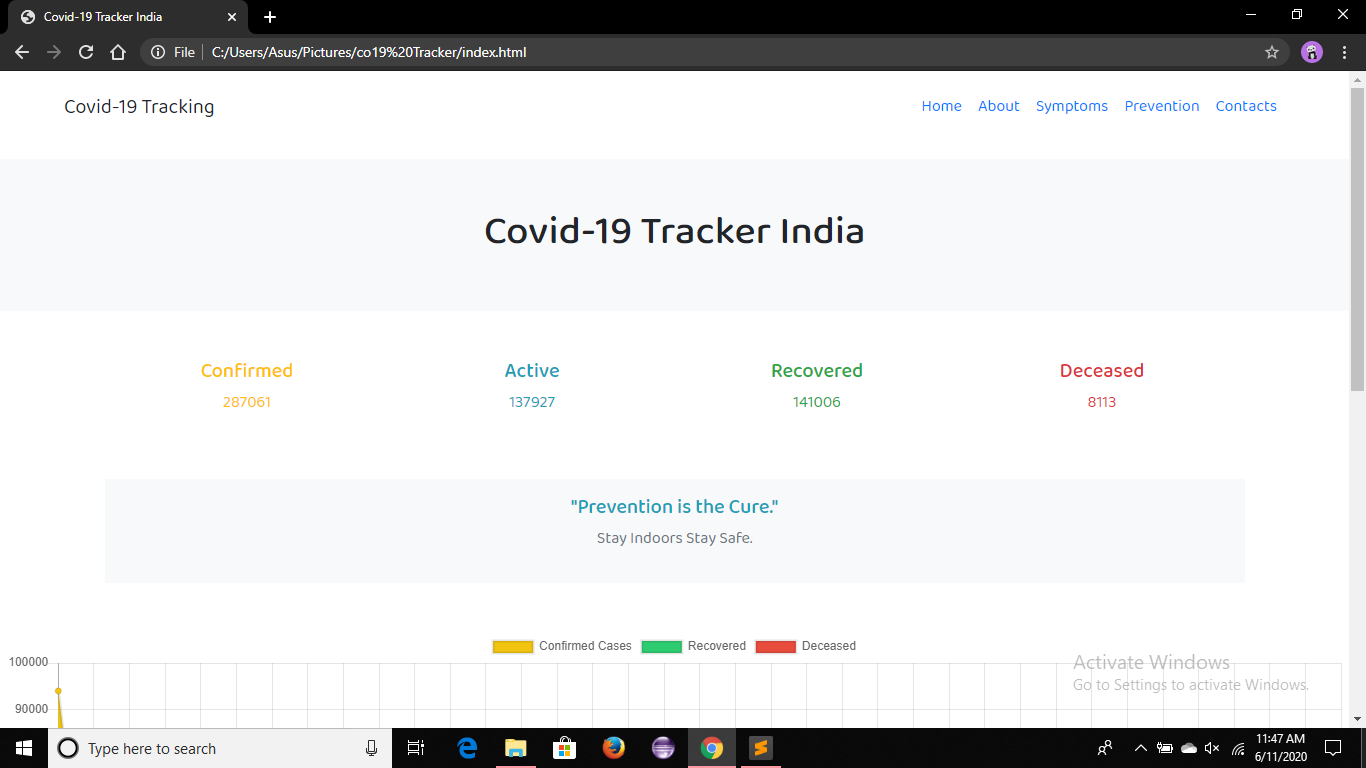 Covid-19 Tracker India
File C:/Users/Asus/Pictures/co19%20Tracker/index.html
Covid-19 Tracking Home About Symptoms Prevention Contacts
Covid-19 Tracker India
Confirmed Active Recovered Deceased
287061 137927 141006 8113
"Prevention is the Cure."
Stay Indoors Stay Safe.
Confirmed Cases Recovered Deceased
100000
90000
Activate Windows
Go to Settings to activate Windows.
Type here to search
11:47 AM
6/11/2020